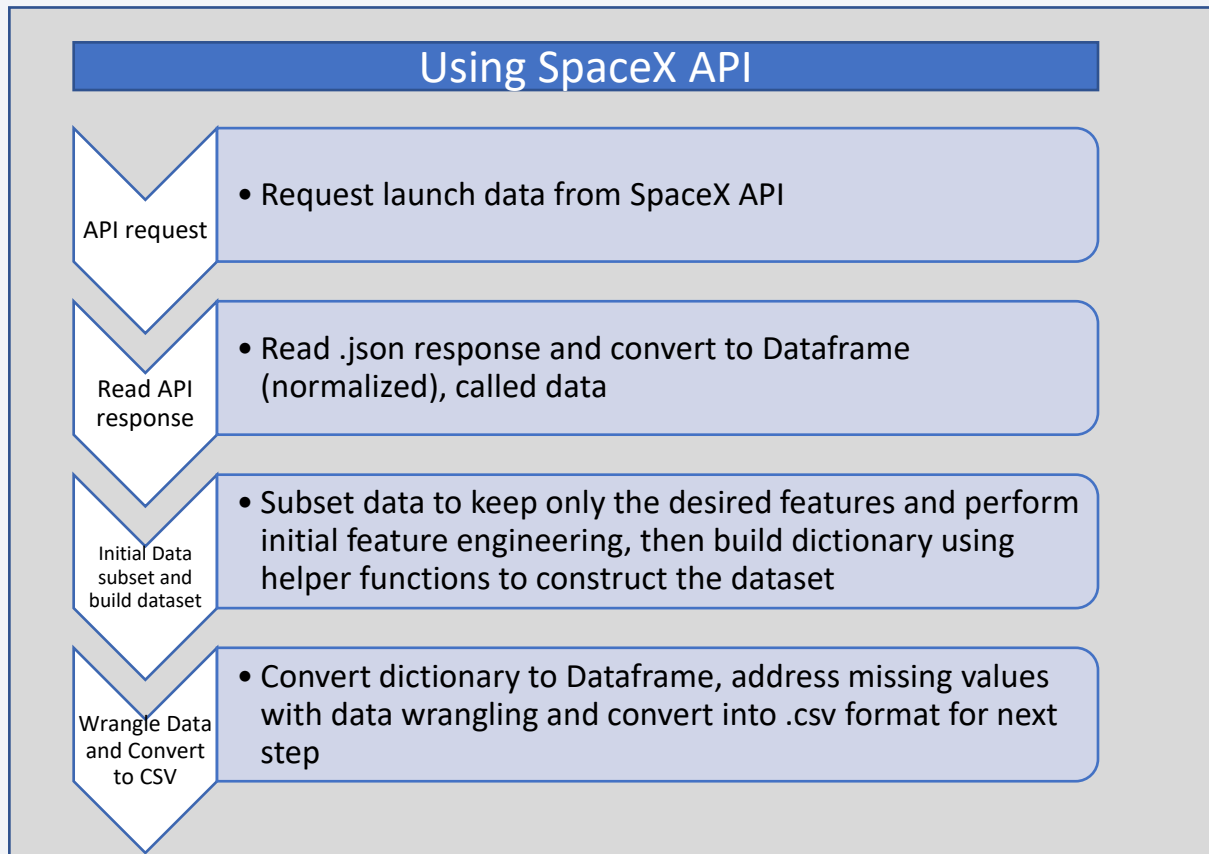 Using SpaceX API
API request
• Request launch data from SpaceX API
Read API
response
• Read .json response and convert to Dataframe
(normalized), called data
Initial Data
subset and
build dataset
• Subset data to keep only the desired features and perform
initial feature engineering, then build dictionary using
helper functions to construct the dataset
Wrangle Data
and Convert
to CSV
• Convert dictionary to Dataframe, address missing values
with data wrangling and convert into .csv format for next
step